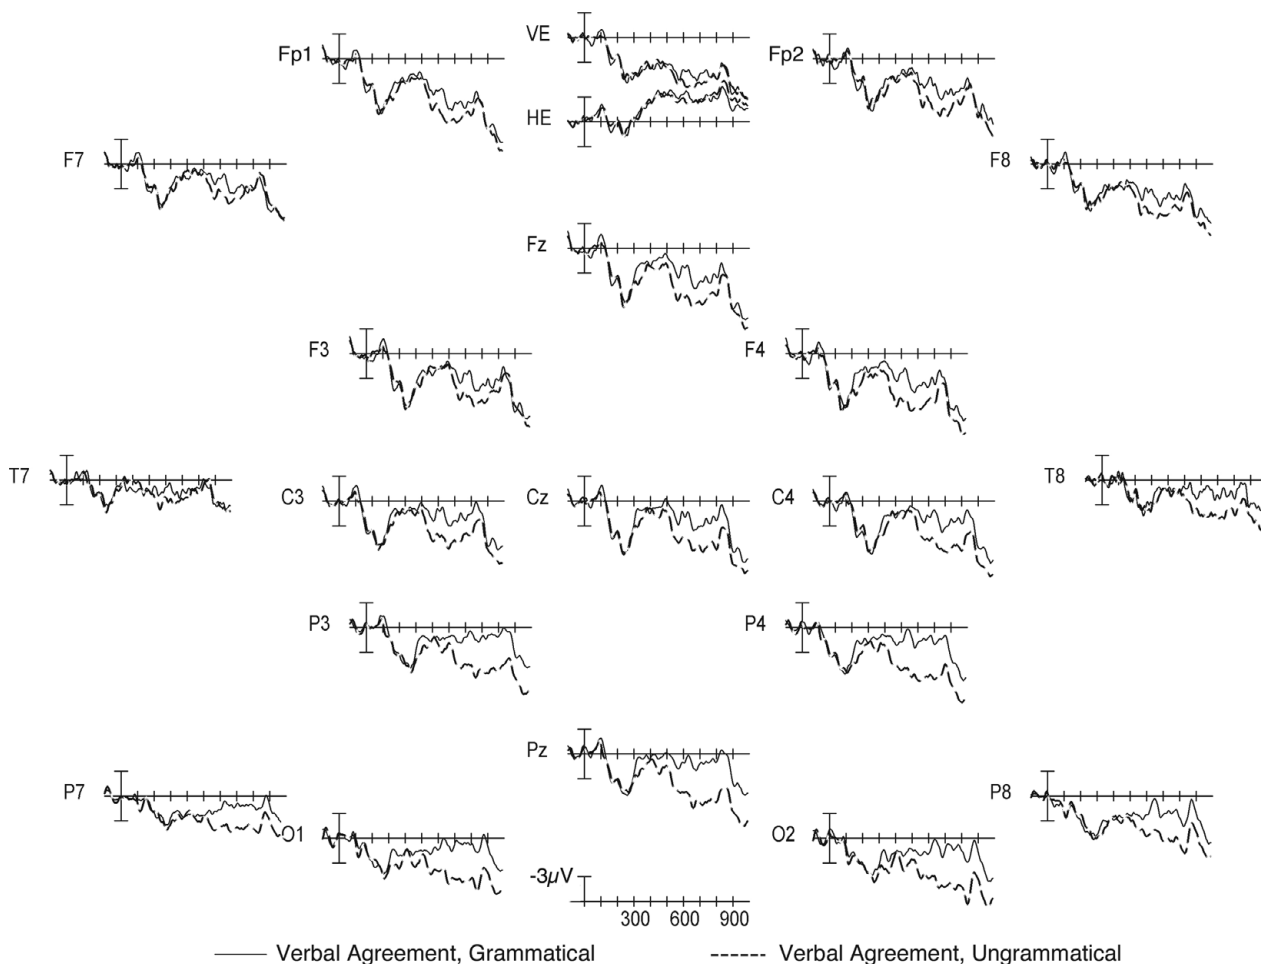 VE
Fp1
Fp2
HE
F7
F8
Fz
F3
F4
T7
C3
Cz
C4
T8
P3
P4
Pz
P7
P8
O1
O2
-3µV
300 600 900
Verbal Agreement, Grammatical
Verbal Agreement, Ungrammatical